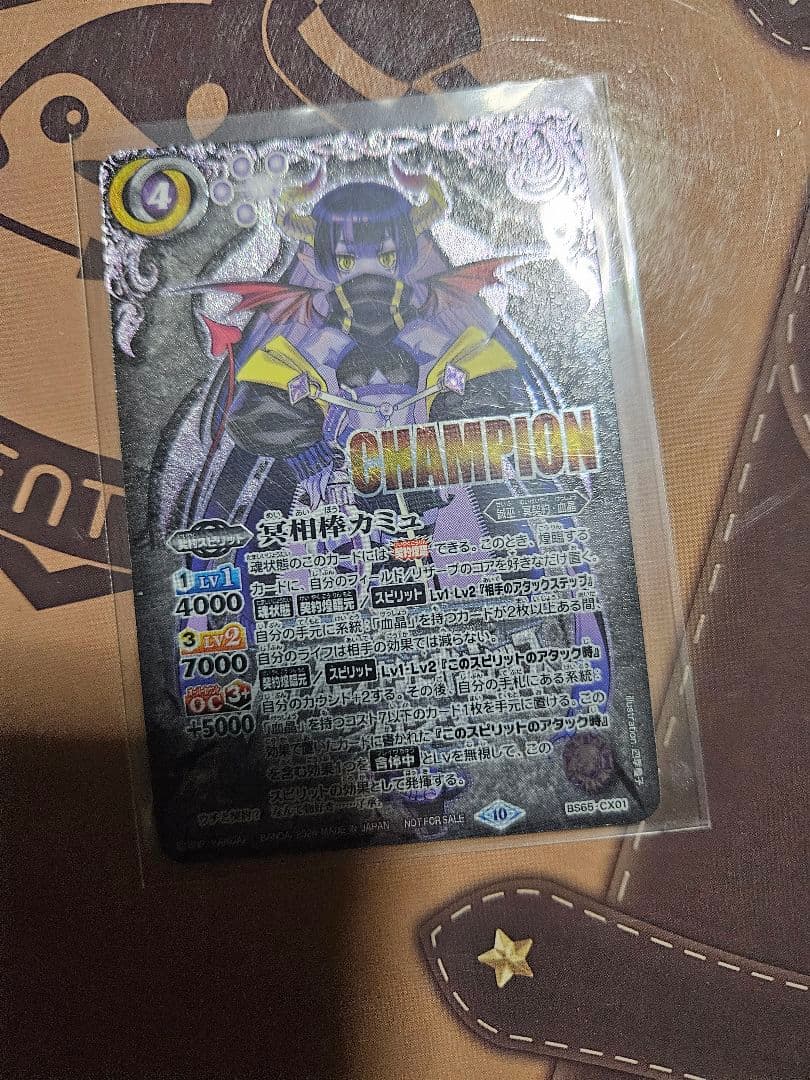 4
CHAMPION
冥相棒カミュ
めい あい ぼう
契約スピリット
魂状態のこのカードには契約煌臨できる。このとき、煌臨する
カードに、自分のフィールド/リザーブのコアを好きなだけ置く。
魂状態 契約煌臨元 / スピリット Lv1・Lv2『相手のアタックステップ』
自分の手元に系統：「血晶」を持つカードが2枚以上ある間、
自分のライフは相手の効果では減らない。
契約煌臨元 / スピリット Lv1・Lv2『このスピリットのアタック時』
自分のカウント+2する。その後、自分の手札にある系統：
「血晶」を持つコスト7以下のカード1枚を手元に置ける。この
効果で置いたカードに書かれた『このスピリットのアタック時』
を含む効果1つを 合体中 とLvを無視して、この
スピリットの効果として発揮する。
1 Lv1
4000
3 Lv2
7000
OC 3+
+5000
BANDAI MADE IN JAPAN NOT FOR SALE
10
BS65-CX01
ENT